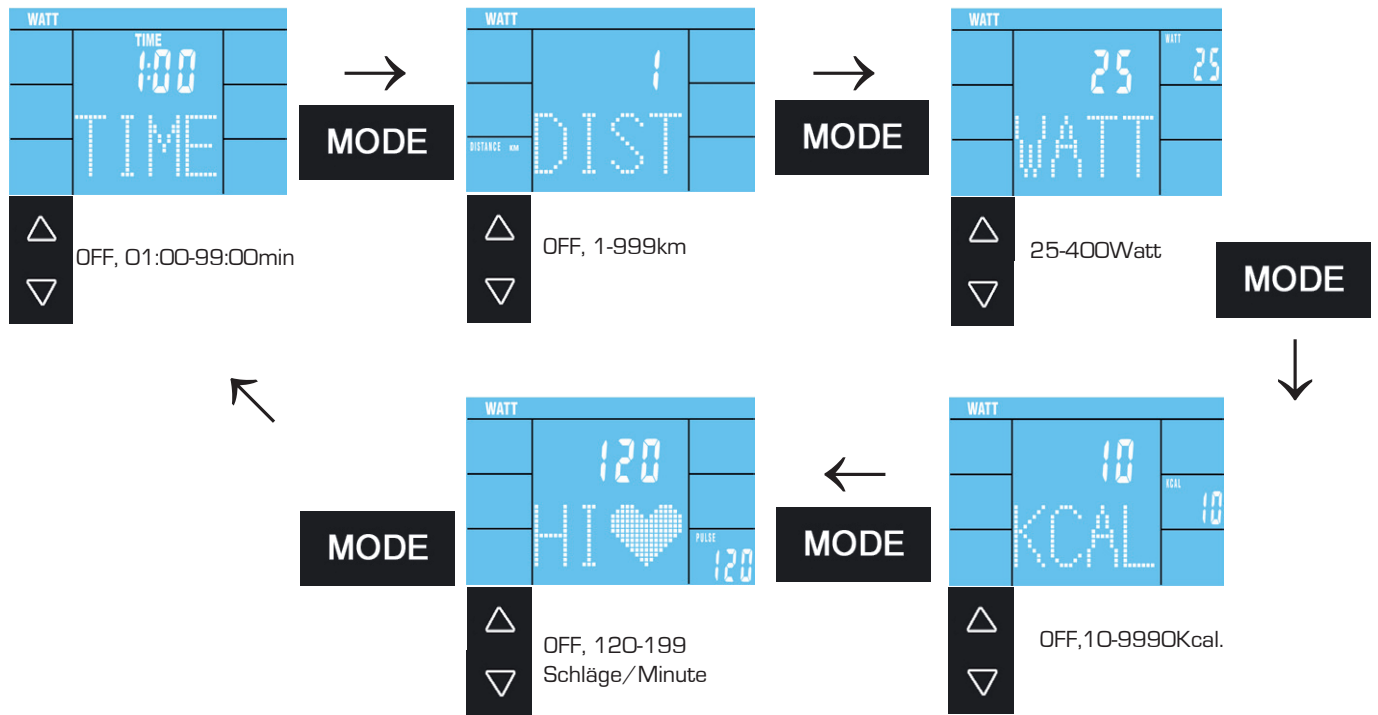 WATT
TIME
1:00
TIME
OFF, 01:00-99:00min
MODE
WATT
1
DISTANCE KM
DIST
OFF, 1-999km
MODE
WATT
25
WATT
25
WATT
25-400Watt
MODE
WATT
10
KCAL
10
KCAL
OFF,10-9990Kcal.
MODE
WATT
120
HI
PULSE
120
OFF, 120-199
Schläge/Minute
MODE